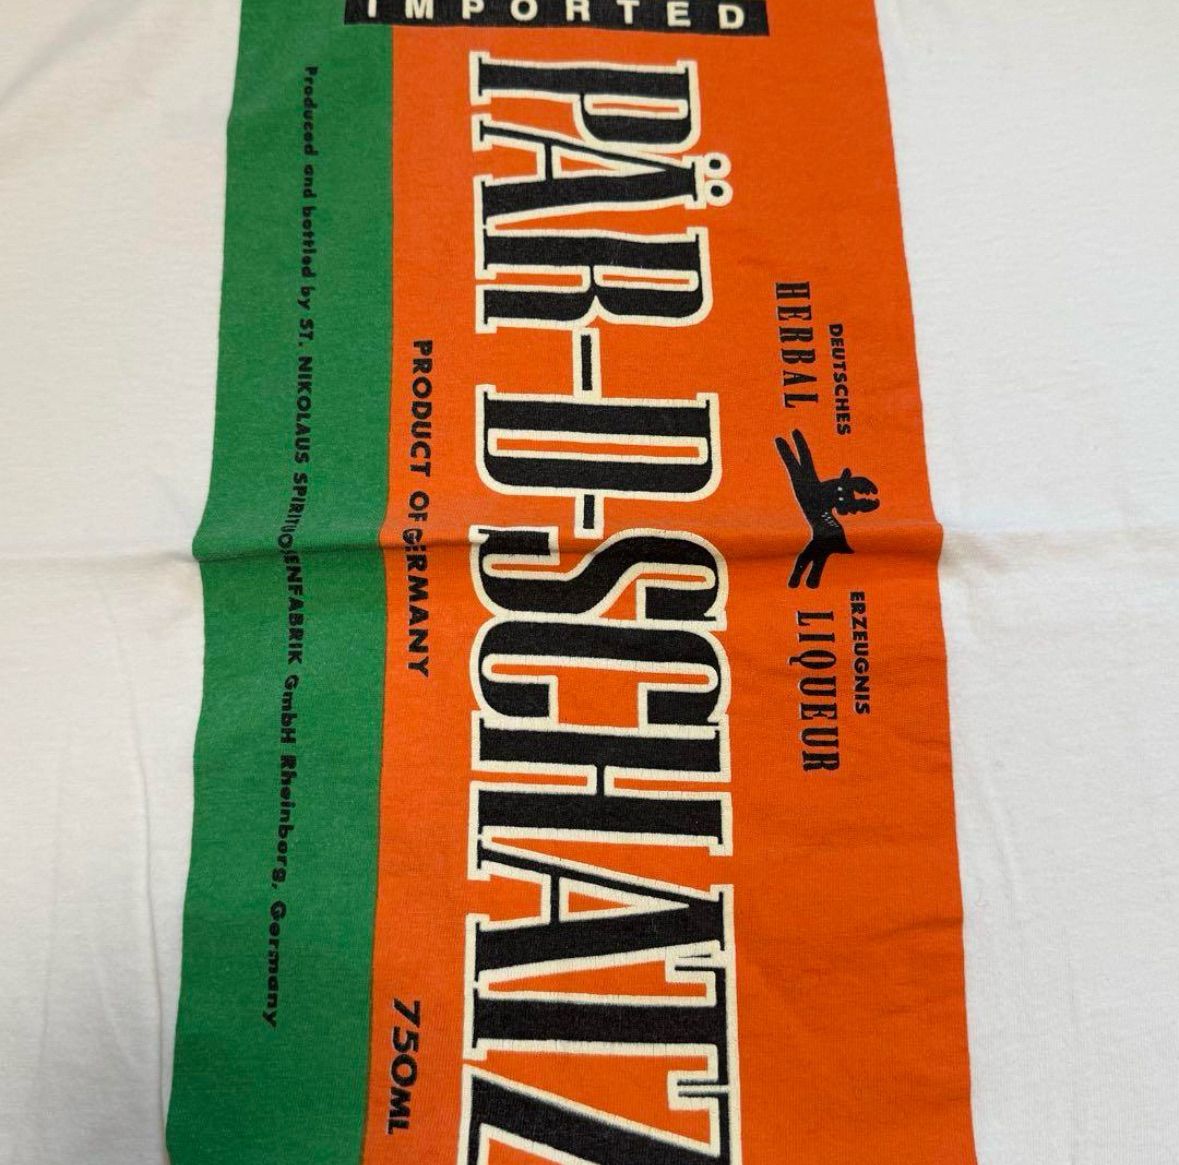 IMPORTED
DEUTSCHES ERZEUGNIS
HERBAL LIQUEUR
PÄR-D-SCHATZ
PRODUCT OF GERMANY 750ML
Produced and bottled by ST. NIKOLAUS SPIRITUOSENFABRIK GmbH Rheinberg, Germany